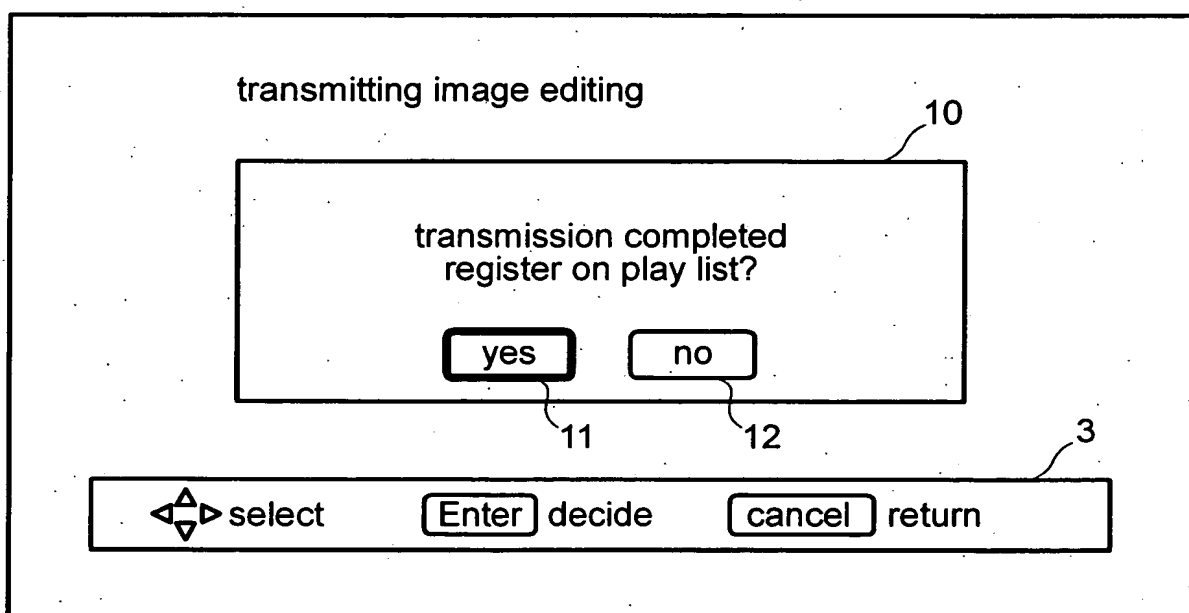 transmitting image editing
10
transmission completed
register on play list?
yes no
11 12
3
select Enter decide cancel return